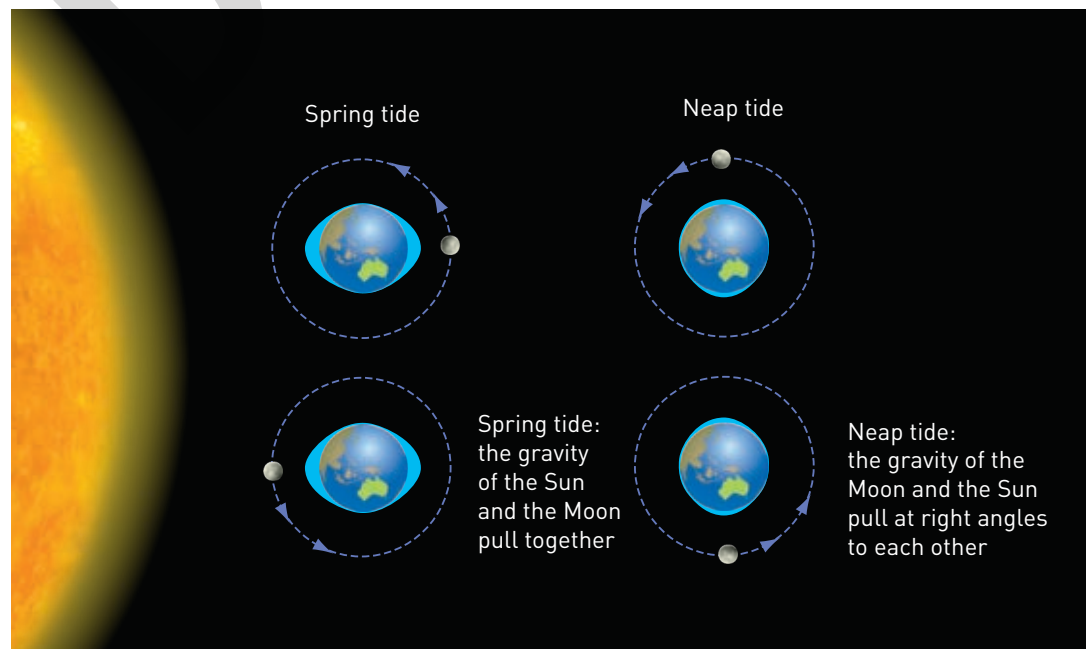 Spring tide
Neap tide
Spring tide:
the gravity
of the Sun
and the Moon
pull together
Neap tide:
the gravity of the
Moon and the Sun
pull at right angles
to each other